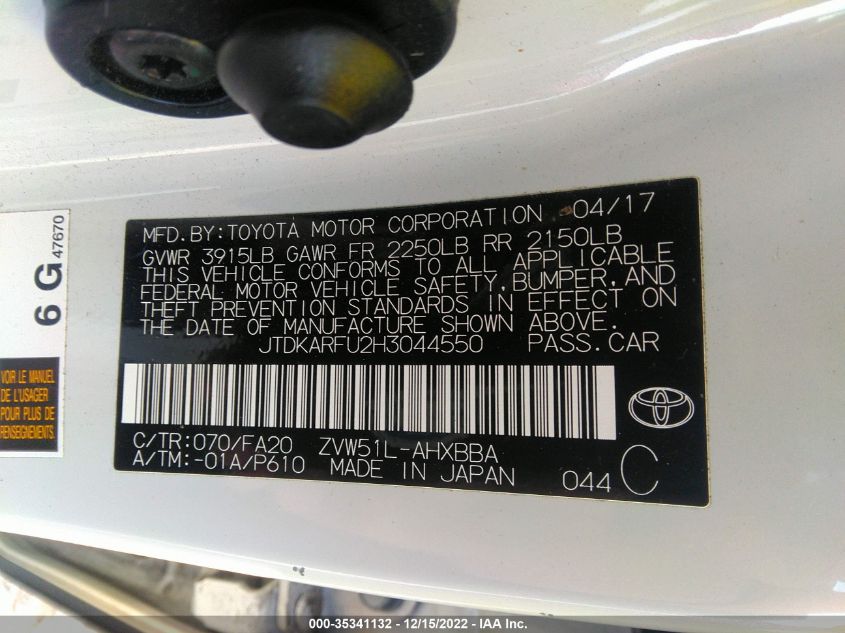 MFD. BY: TOYOTA MOTOR CORPORATION 04/17
GVWR 3915LB GAWR FR 2250LB RR 2150LB
THIS VEHICLE CONFORMS TO ALL APPLICABLE
FEDERAL MOTOR VEHICLE SAFETY, BUMPER, AND
THEFT PREVENTION STANDARDS IN EFFECT ON
THE DATE OF MANUFACTURE SHOWN ABOVE.
JTDKARFU2H3044550 PASS. CAR
C/TR: 070/FA20 ZVW51L-AHXBBA
A/TM: -01A/P610 MADE IN JAPAN
044 C
6 G 47670
VOIR LE MANUEL
DE L'USAGER
POUR PLUS DE
RENSEIGNEMENTS.
000-35341132 - 12/15/2022 - IAA Inc.